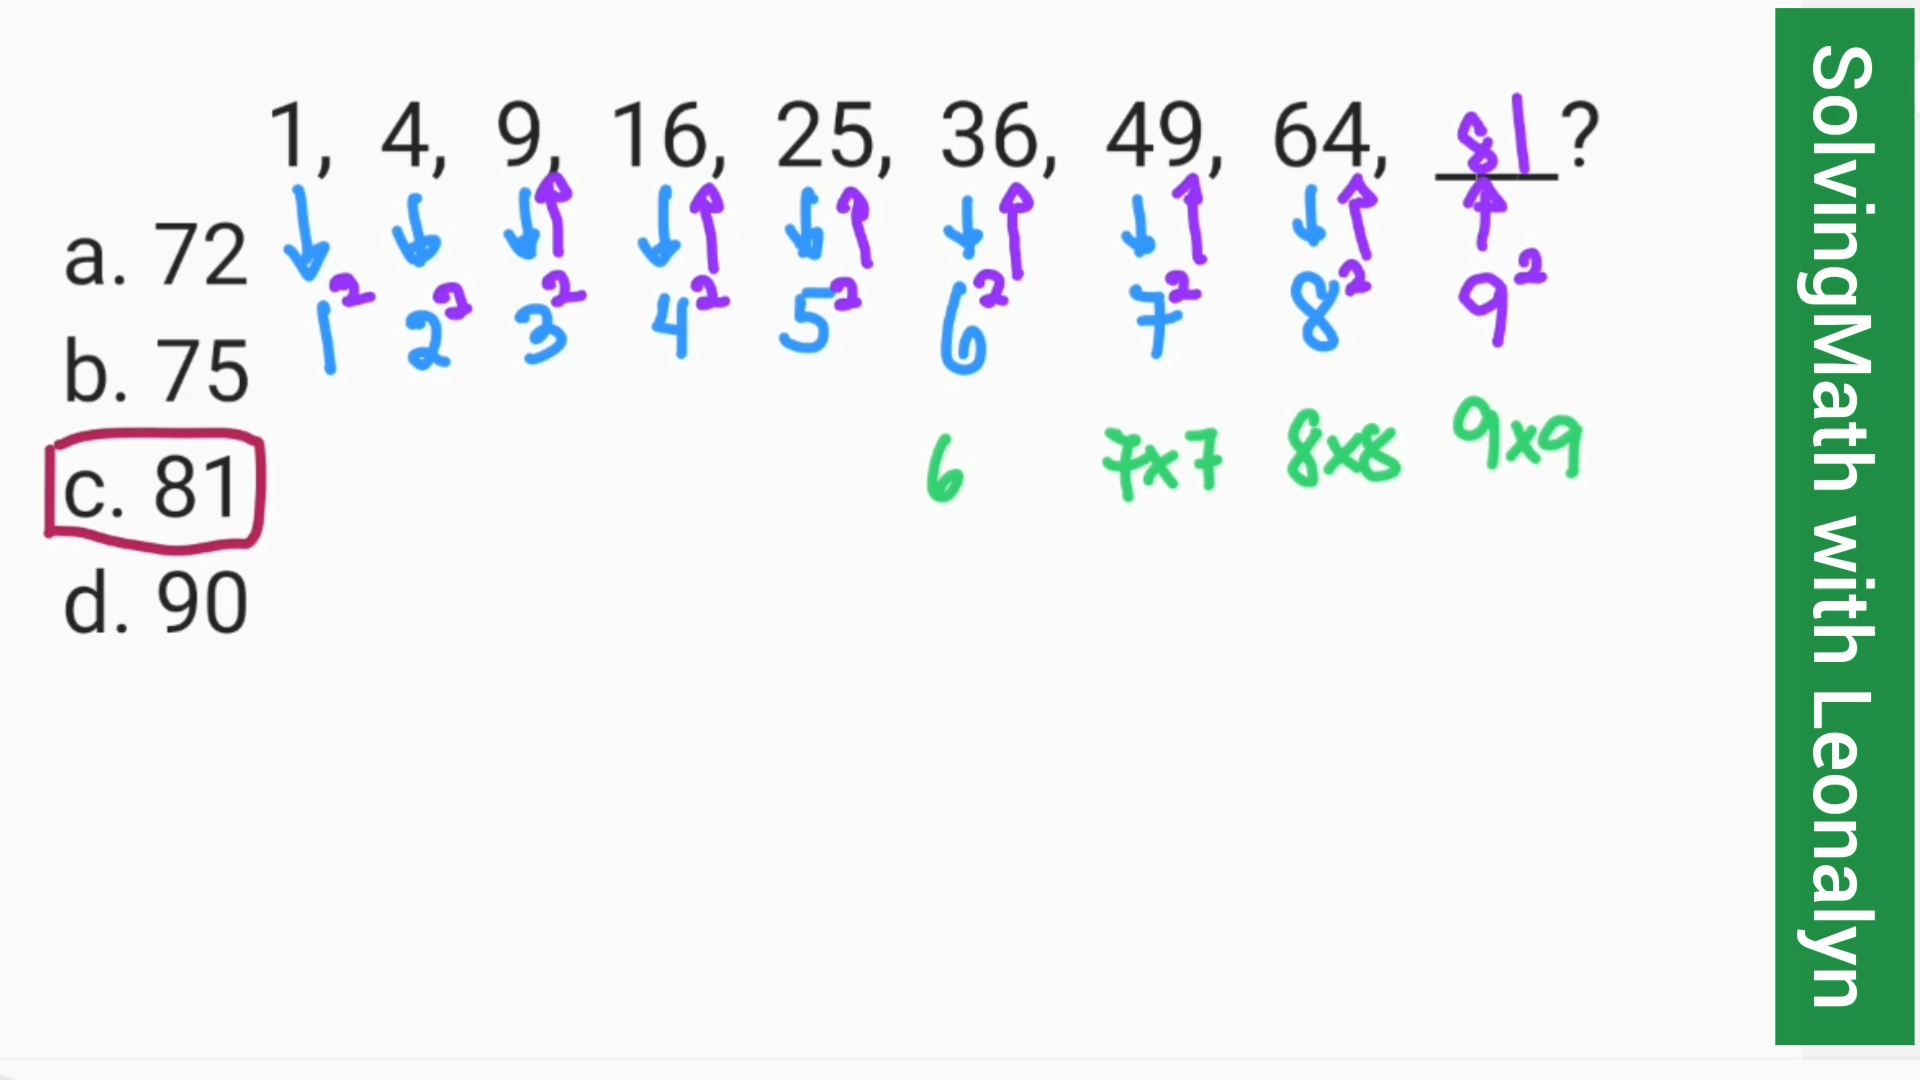 1, 4, 9, 16, 25, 36, 49, 64, 81?
a. 72
1² 2² 3² 4² 5² 6² 7² 8² 9²
b. 75
6 7x7 8x8 9x9
c. 81
d. 90
SolvingMath with Leonalyn